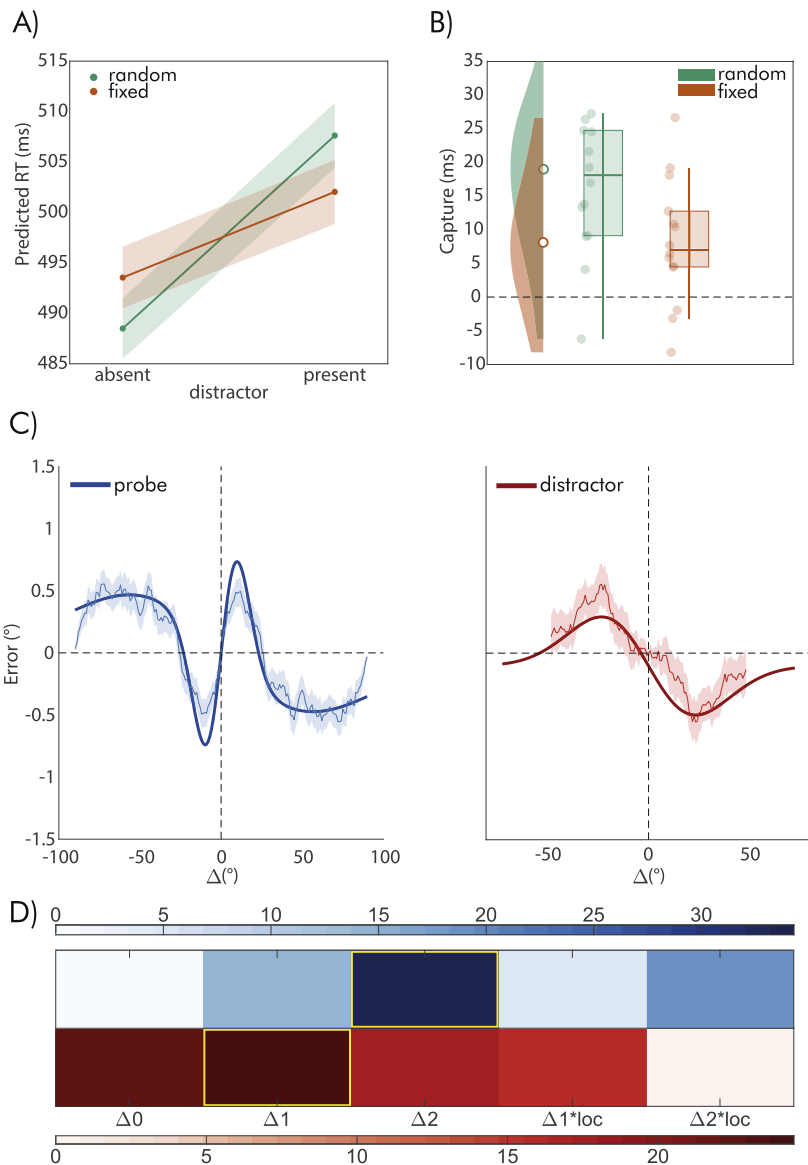 A)
515
510
505
500
495
490
485
Predicted RT (ms)
random
fixed
absent
present
distractor
B)
35
30
25
20
15
10
5
0
-5
-10
Capture (ms)
random
fixed
C)
1.5
1
0.5
0
-0.5
-1
-1.5
Error (°)
probe
-100 -50 0 50 100
Δ(°)
distractor
-50 0 50
Δ(°)
D)
0 5 10 15 20 25 30
Δ0 Δ1 Δ2 Δ1*loc Δ2*loc
0 5 10 15 20